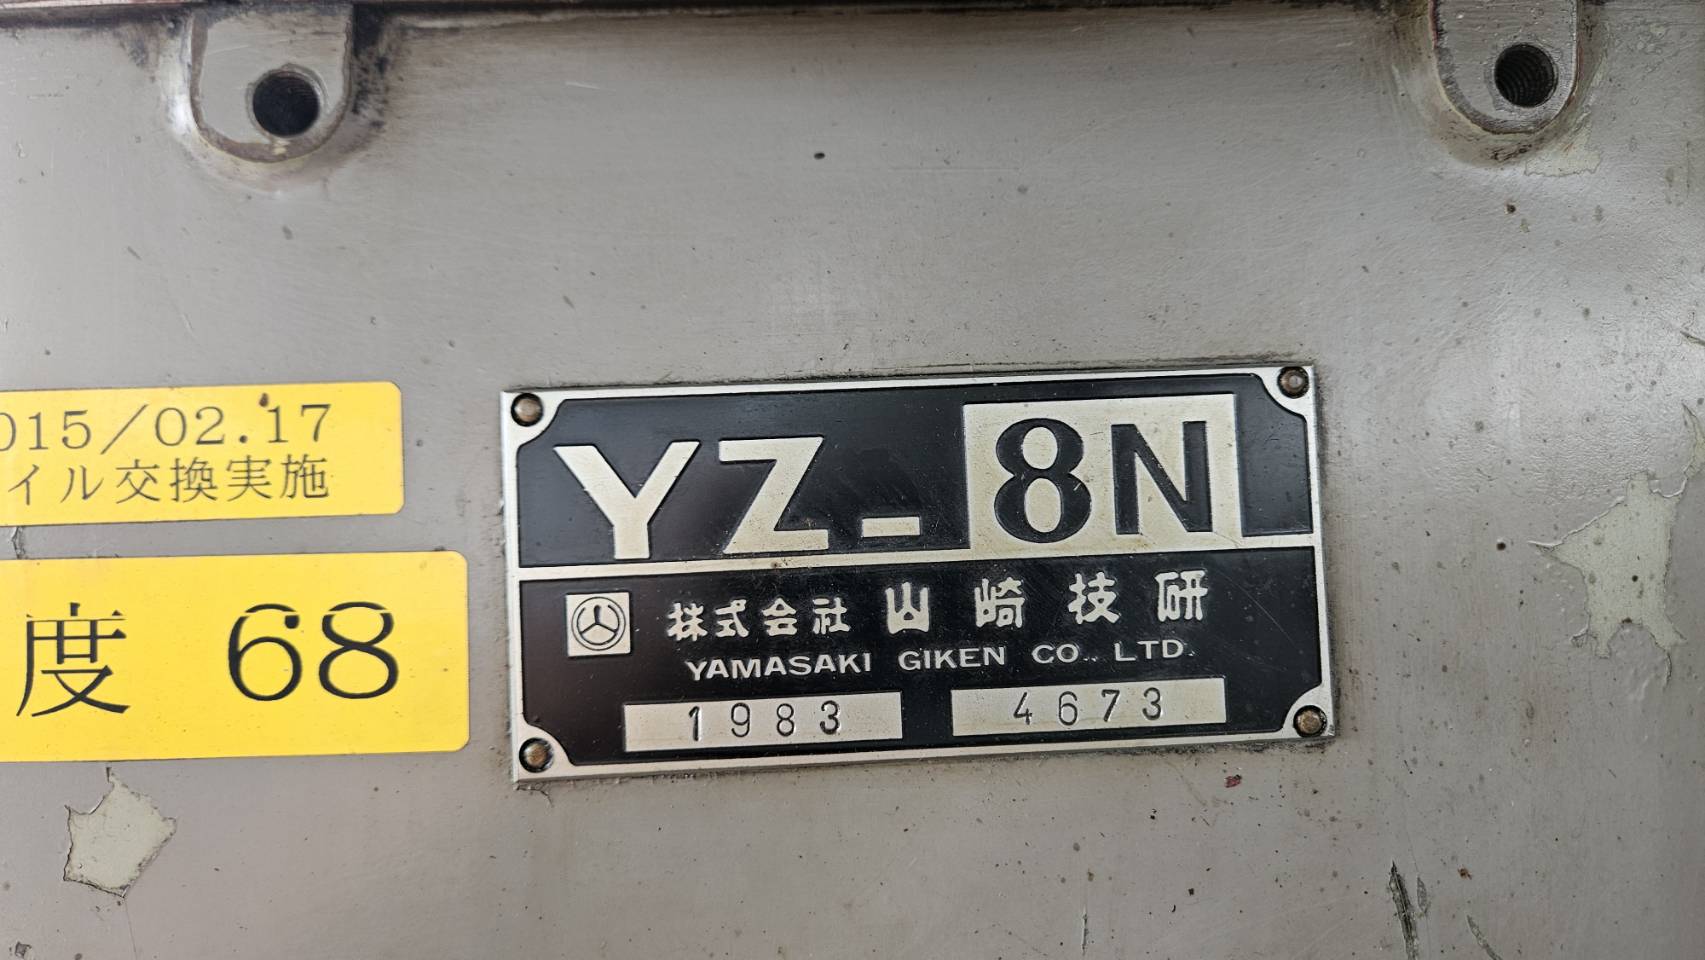 015/02.17
イル交換実施
度 68
YZ-8N
株式会社 山崎技研
YAMASAKI GIKEN CO., LTD.
1983 4673